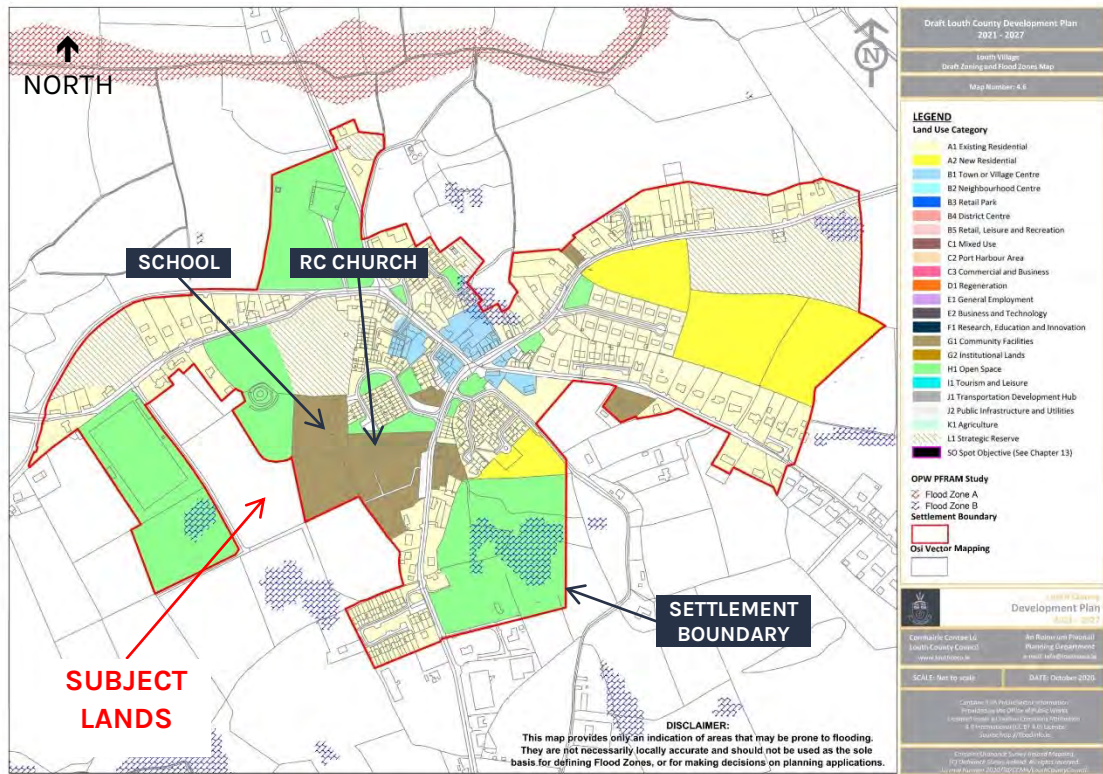 NORTH
N
SCHOOL
RC CHURCH
SUBJECT
LANDS
SETTLEMENT
BOUNDARY
DISCLAIMER:
This map provides only an indication of areas that may be prone to flooding.
They are not necessarily locally accurate and should not be used as the sole
basis for defining Flood Zones, or for making decisions on planning applications.
Draft Louth County Development Plan
2021 - 2027
Louth Village
Draft Zoning and Flood Zones Map
Map Number: 4.6
LEGEND
Land Use Category
A1 Existing Residential
A2 New Residential
B1 Town or Village Centre
B2 Neighbourhood Centre
B3 Retail Park
B4 District Centre
B5 Retail, Leisure and Recreation
C1 Mixed Use
C2 Port Harbour Area
C3 Commercial and Business
D1 Regeneration
E1 General Employment
E2 Business and Technology
F1 Research, Education and Innovation
G1 Community Facilities
G2 Institutional Lands
H1 Open Space
I1 Tourism and Leisure
J1 Transportation Development Hub
J2 Public Infrastructure and Utilities
K1 Agriculture
L1 Strategic Reserve
SO Spot Objective (See Chapter 13)
OPW PFRAM Study
Flood Zone A
Flood Zone B
Settlement Boundary
Osi Vector Mapping
Development Plan
Louth County Council
Planning Department
SCALE: Not to scale
DATE: October 2020